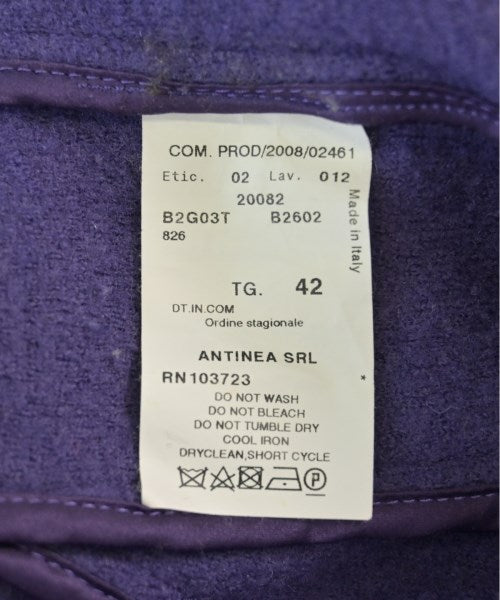 COM. PROD/2008/02461
Etic. 02 Lav. 012
20082
B2G03T B2602
826
Made in Italy
TG. 42
DT.IN.COM
Ordine stagionale
ANTINEA SRL
RN103723 *
DO NOT WASH
DO NOT BLEACH
DO NOT TUMBLE DRY
COOL IRON
DRYCLEAN,SHORT CYCLE
P